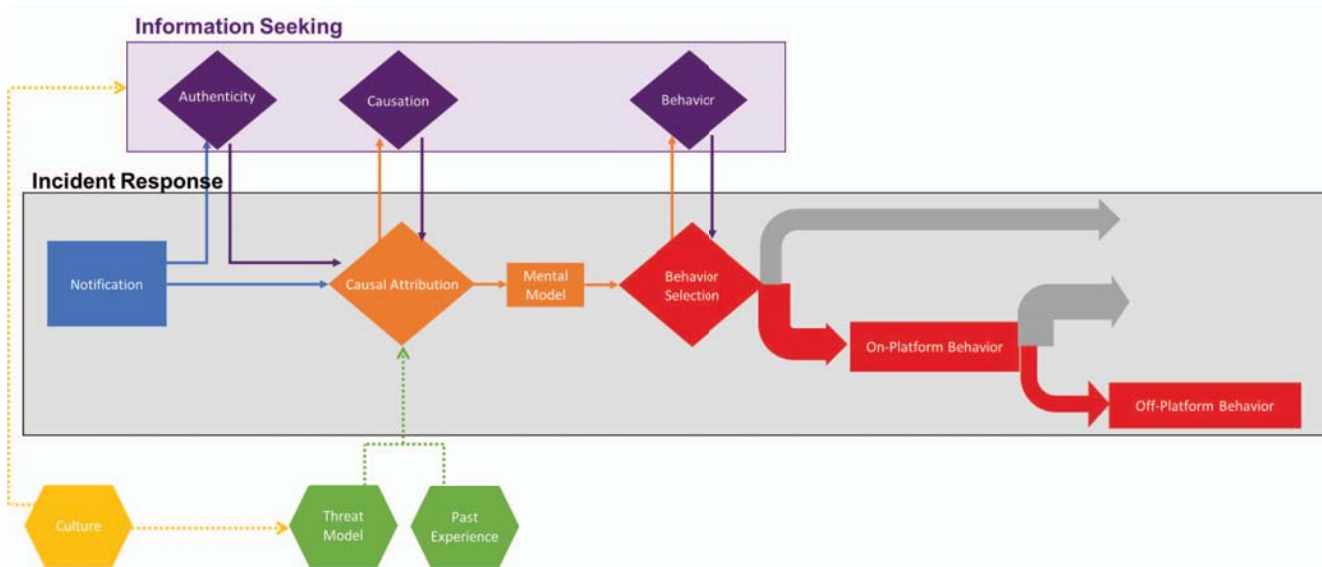 Information Seeking
Authenticity
Causation
Behavior
Incident Response
Notification
Causal Attribution
Mental
Model
Behavior
Selection
On-Platform Behavior
Off-Platform Behavior
Culture
Threat
Model
Past
Experience